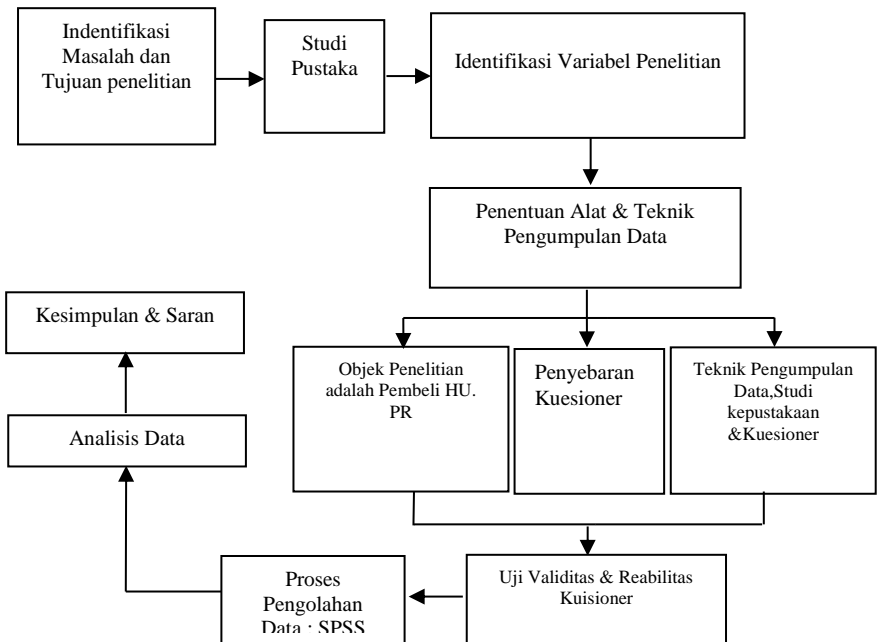 Indentifikasi
Masalah dan
Tujuan penelitian
Studi
Pustaka
Identifikasi Variabel Penelitian
Penentuan Alat & Teknik
Pengumpulan Data
Objek Penelitian
adalah Pembeli HU.
PR
Penyebaran
Kuesioner
Teknik Pengumpulan
Data,Studi
kepustakaan
&Kuesioner
Uji Validitas & Reabilitas
Kuisioner
Proses
Pengolahan
Data : SPSS
Analisis Data
Kesimpulan & Saran